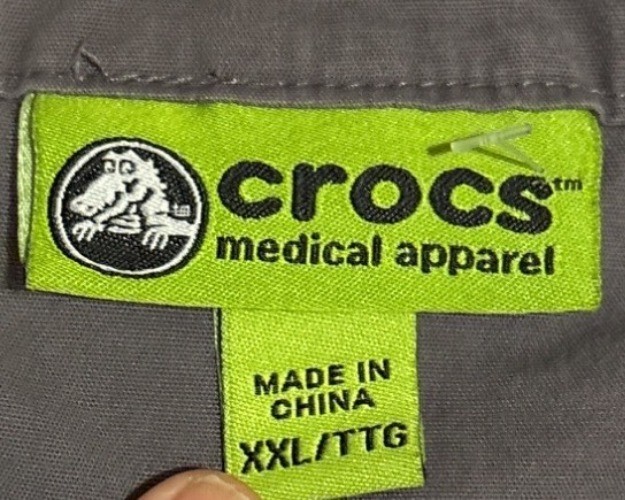 crocs™
medical apparel
MADE IN
CHINA
XXL/TTG